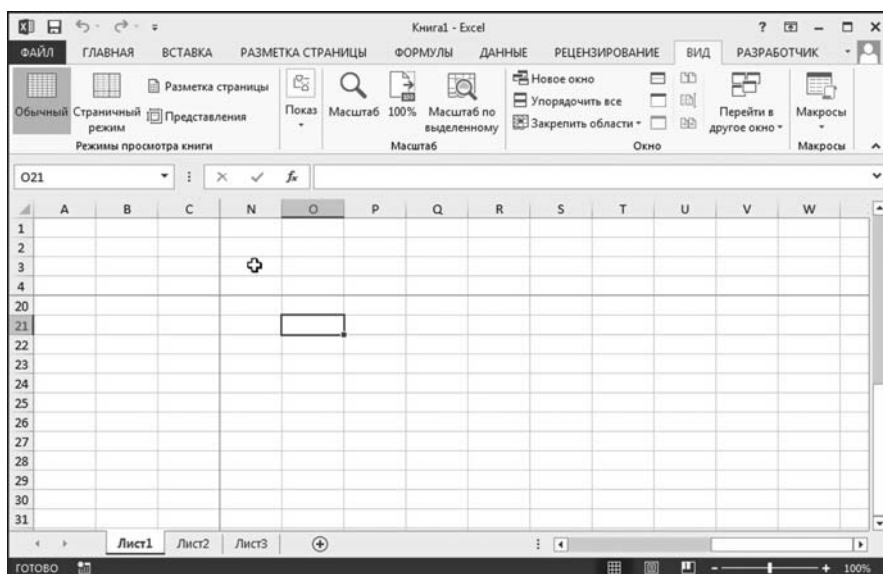 Книга1 - Excel
?
ФАЙЛ ГЛАВНАЯ ВСТАВКА РАЗМЕТКА СТРАНИЦЫ ФОРМУЛЫ ДАННЫЕ РЕЦЕНЗИРОВАНИЕ ВИД РАЗРАБОТЧИК
Обычный
Страничный режим
Разметка страницы
Представления
Режимы просмотра книги
Показ
Масштаб
100%
Масштаб по выделенному
Масштаб
Новое окно
Упорядочить все
Закрепить области
Перейти в другое окно
Окно
Макросы
Макросы
O21
fx
A B C N O P Q R S T U V W
1
2
3
4
20
21
22
23
24
25
26
27
28
29
30
31
Лист1 Лист2 Лист3
ГОТОВО
100%